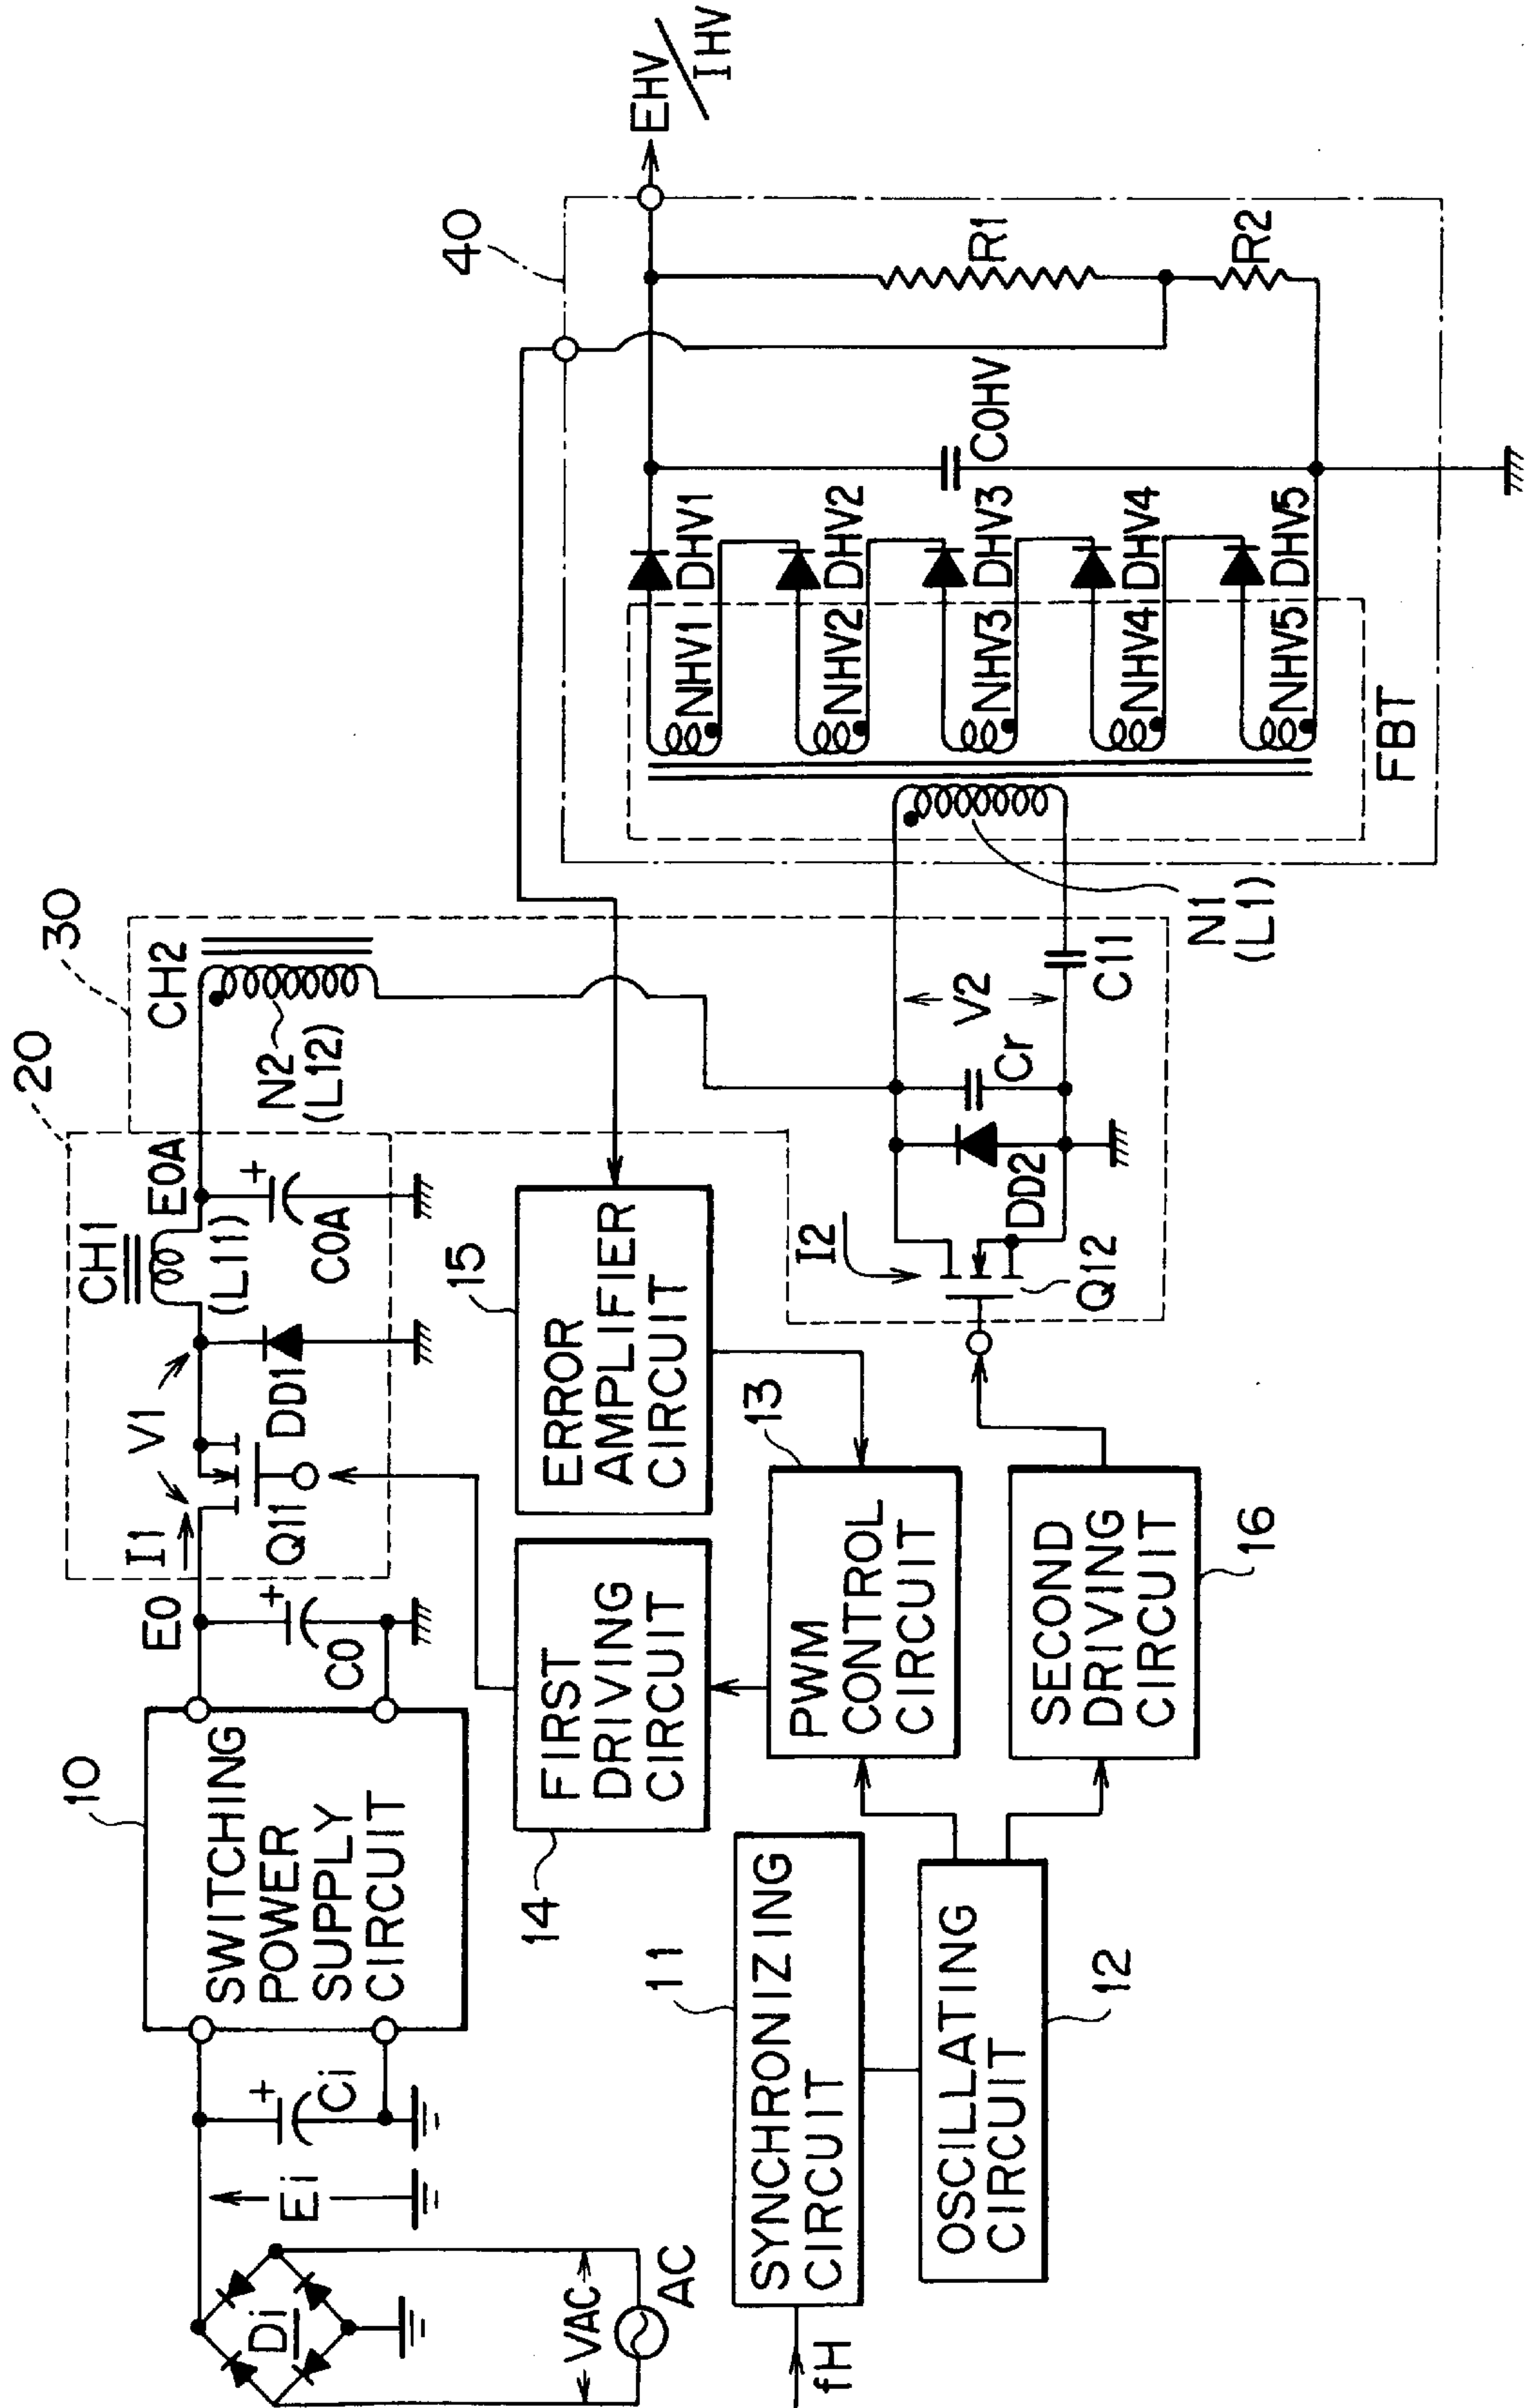 10
SWITCHING
POWER
SUPPLY
CIRCUIT
Di
VAC
AC
Ei
Ci
+
E0
+
C0
20
I1
V1
Q11
DD1
CH1
(L11)
E0A
+
C0A
30
CH2
N2
(L12)
14
FIRST
DRIVING
CIRCUIT
15
ERROR
AMPLIFIER
CIRCUIT
13
PWM
CONTROL
CIRCUIT
11
SYNCHRONIZING
CIRCUIT
fH
12
OSCILLATING
CIRCUIT
16
SECOND
DRIVING
CIRCUIT
I2
Q12
DD2
Cr
V2
C11
N1
(L1)
40
EHV
/
IHV
NHV1
DHV1
NHV2
DHV2
NHV3
DHV3
NHV4
DHV4
NHV5
DHV5
FBT
C0HV
R1
R2